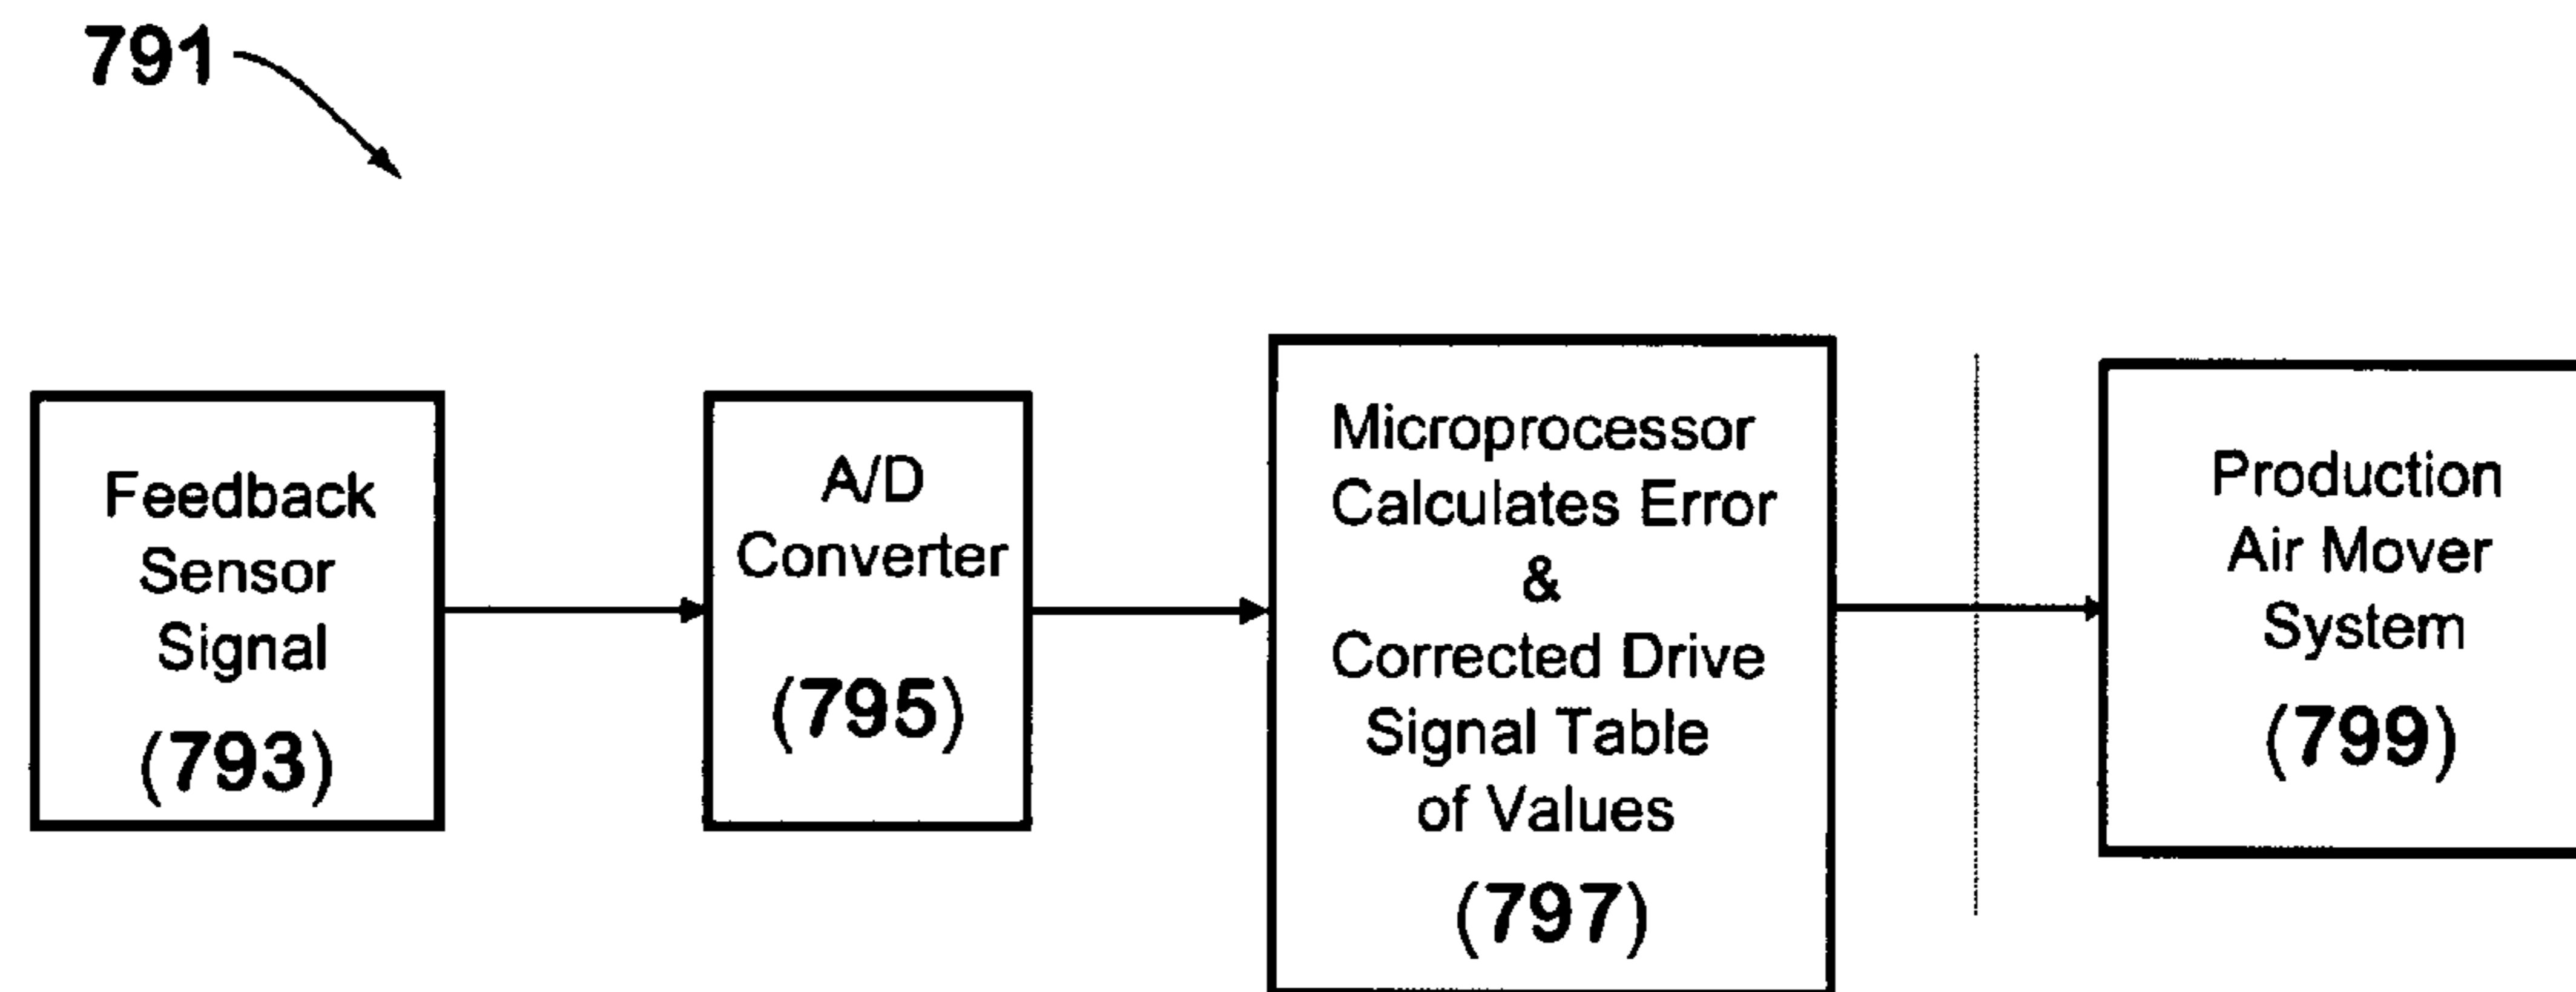 791
Feedback
Sensor
Signal
(793)
A/D
Converter
(795)
Microprocessor
Calculates Error
&
Corrected Drive
Signal Table
of Values
(797)
Production
Air Mover
System
(799)